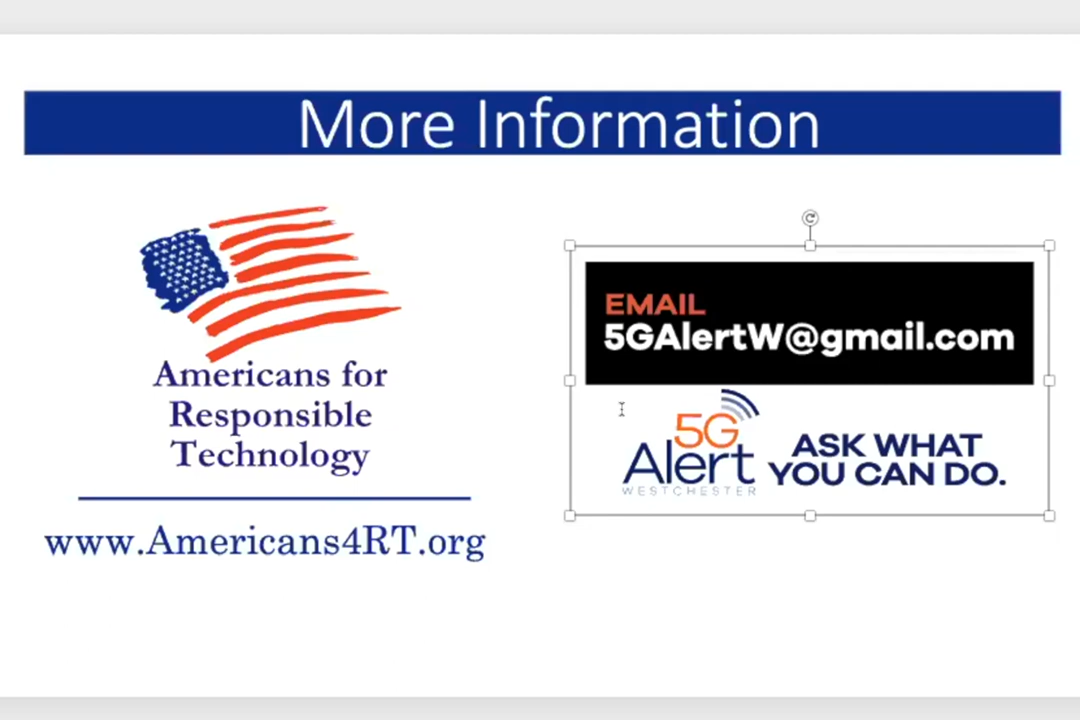 More Information
Americans for
Responsible
Technology
www.Americans4RT.org
EMAIL
5GAlertW@gmail.com
5G
Alert
WESTCHESTER
ASK WHAT
YOU CAN DO.